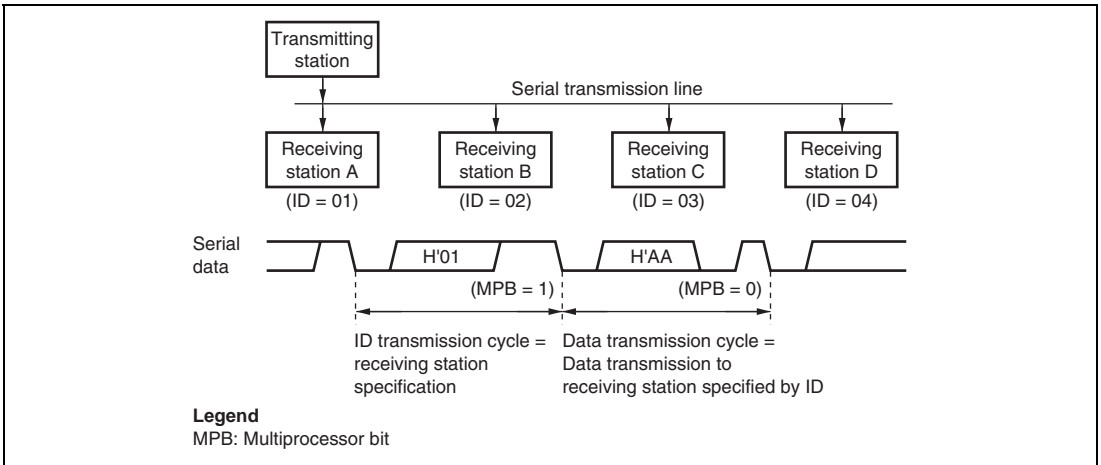 Transmitting
station
Serial transmission line
Receiving
station A
Receiving
station B
Receiving
station C
Receiving
station D
(ID = 01)
(ID = 02)
(ID = 03)
(ID = 04)
Serial
data
H'01
H'AA
(MPB = 1)
(MPB = 0)
ID transmission cycle =
receiving station
specification
Data transmission cycle =
Data transmission to
receiving station specified by ID
Legend
MPB: Multiprocessor bit